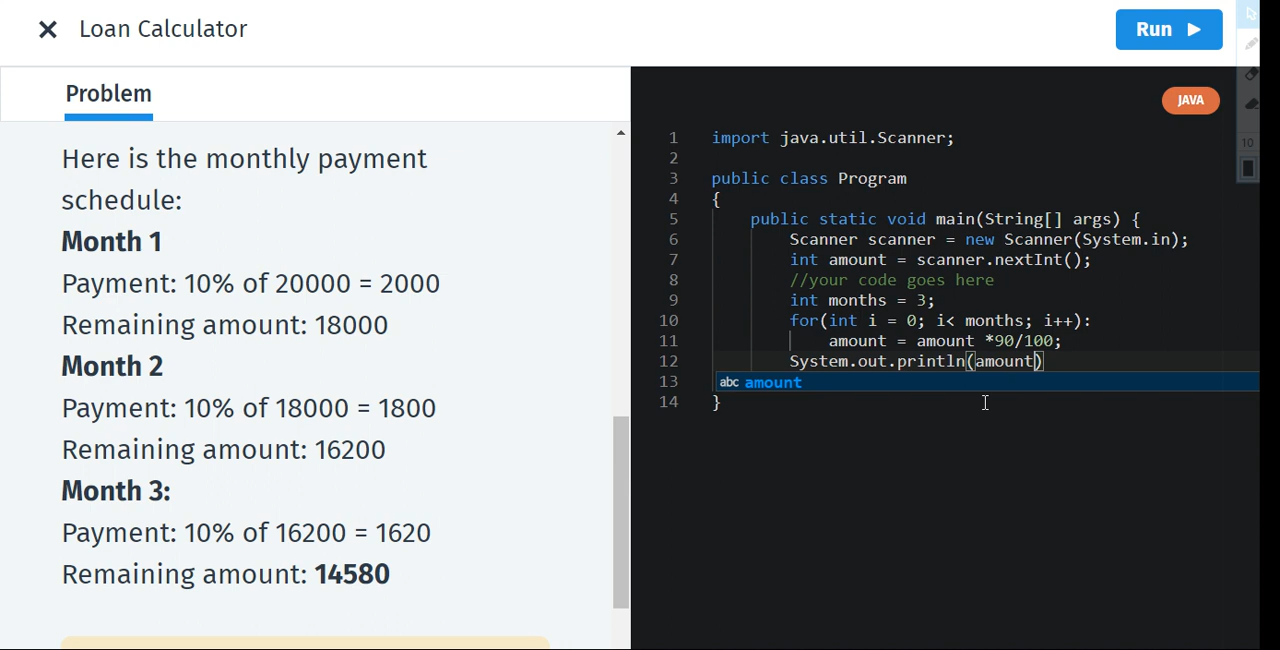 Loan Calculator
Run
Problem
Here is the monthly payment
schedule:
Month 1
Payment: 10% of 20000 = 2000
Remaining amount: 18000
Month 2
Payment: 10% of 18000 = 1800
Remaining amount: 16200
Month 3:
Payment: 10% of 16200 = 1620
Remaining amount: 14580
JAVA
10
1 import java.util.Scanner;
2
3 public class Program
4 {
5 public static void main(String[] args) {
6 Scanner scanner = new Scanner(System.in);
7 int amount = scanner.nextInt();
8 //your code goes here
9 int months = 3;
10 for(int i = 0; i< months; i++):
11 amount = amount *90/100;
12 System.out.println(amount)
13 abc amount
14 }